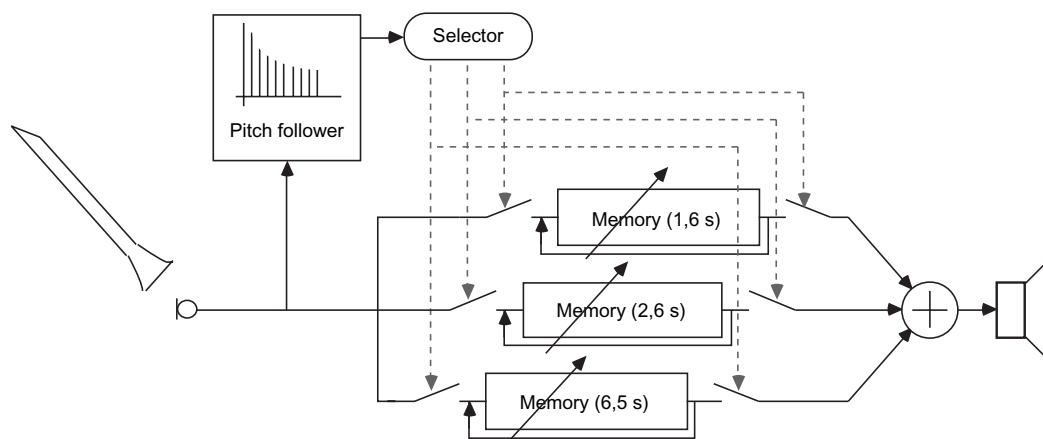 Selector
Pitch follower
Memory (1,6 s)
Memory (2,6 s)
Memory (6,5 s)